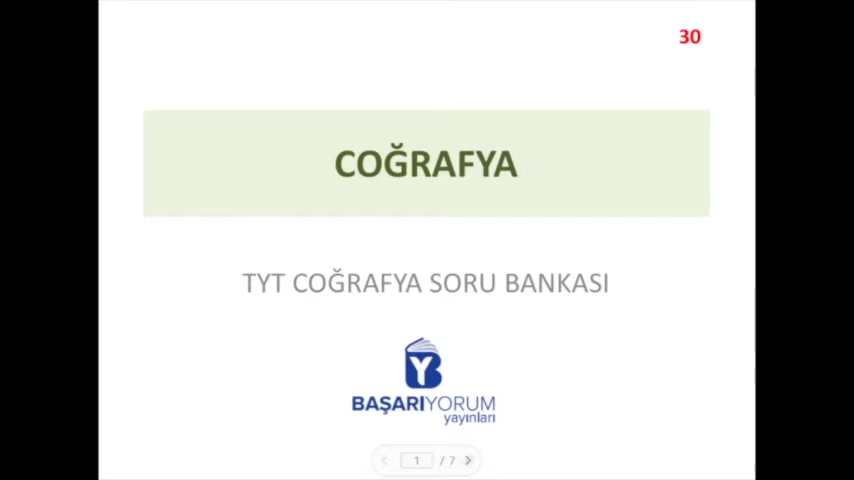 30
COĞRAFYA
TYT COĞRAFYA SORU BANKASI
BAŞARIYORUM
yayınları
1 / 7